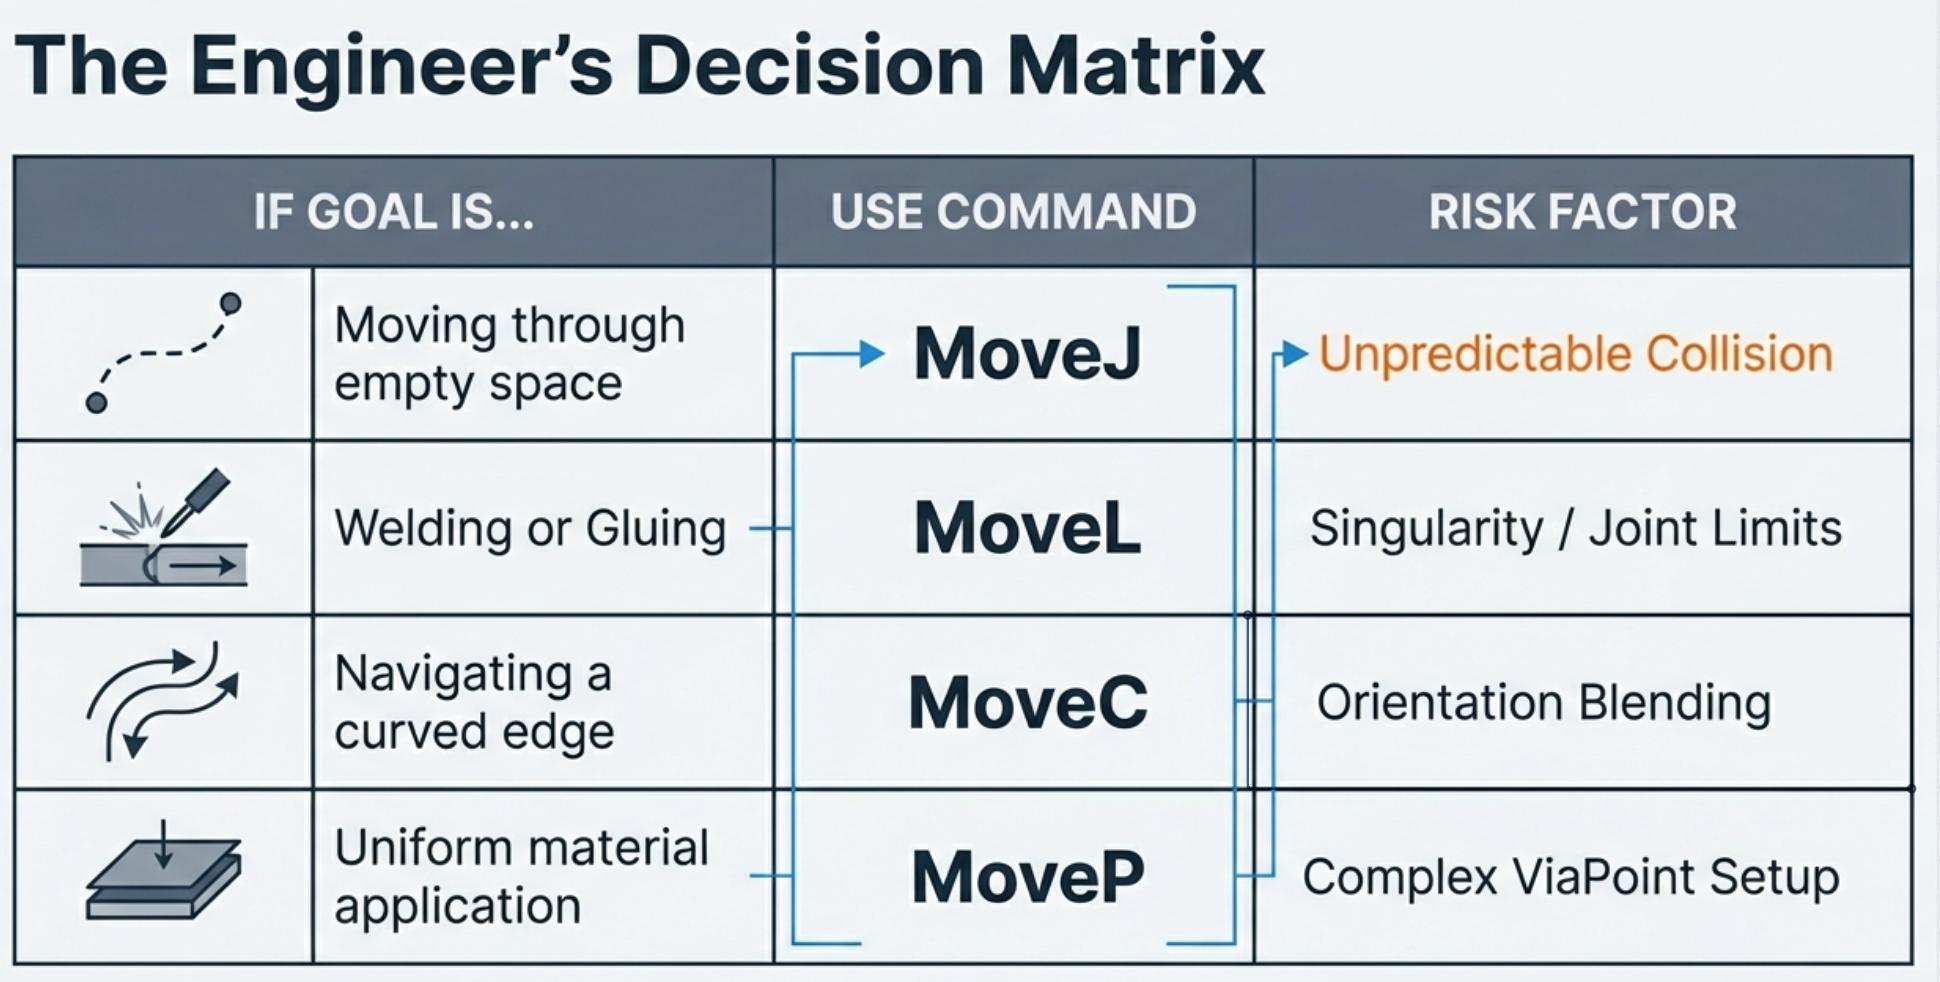 The Engineer’s Decision Matrix
IF GOAL IS...
USE COMMAND
RISK FACTOR
Moving through
empty space
MoveJ
Unpredictable Collision
Welding or Gluing
MoveL
Singularity / Joint Limits
Navigating a
curved edge
MoveC
Orientation Blending
Uniform material
application
MoveP
Complex ViaPoint Setup